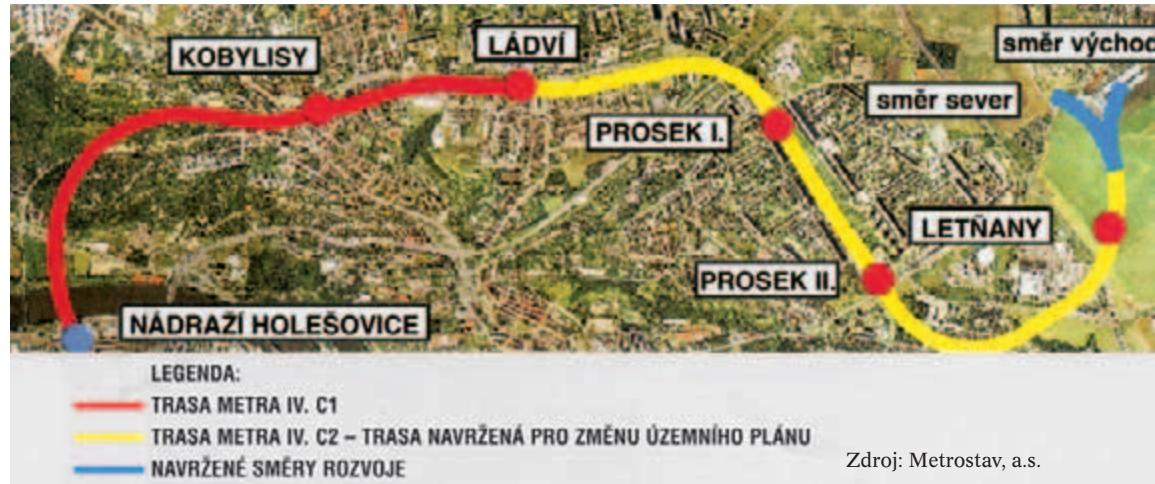 KOBYLISY
LÁDVÍ
směr východ
směr sever
PROSEK I.
LETŇANY
PROSEK II.
NÁDRAŽÍ HOLEŠOVICE
LEGENDA:
TRASA METRA IV. C1
TRASA METRA IV. C2 – TRASA NAVRŽENÁ PRO ZMĚNU ÚZEMNÍHO PLÁNU
NAVRŽENÉ SMĚRY ROZVOJE
Zdroj: Metrostav, a.s.